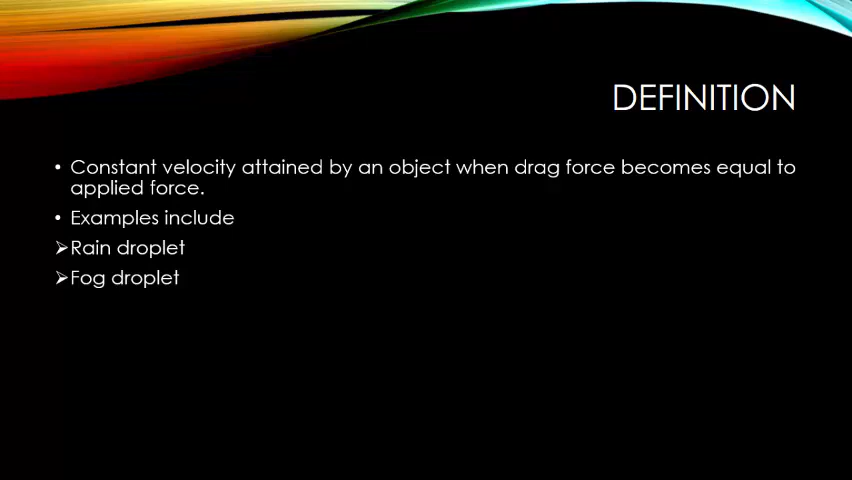 DEFINITION
• Constant velocity attained by an object when drag force becomes equal to
applied force.
• Examples include
➢Rain droplet
➢Fog droplet